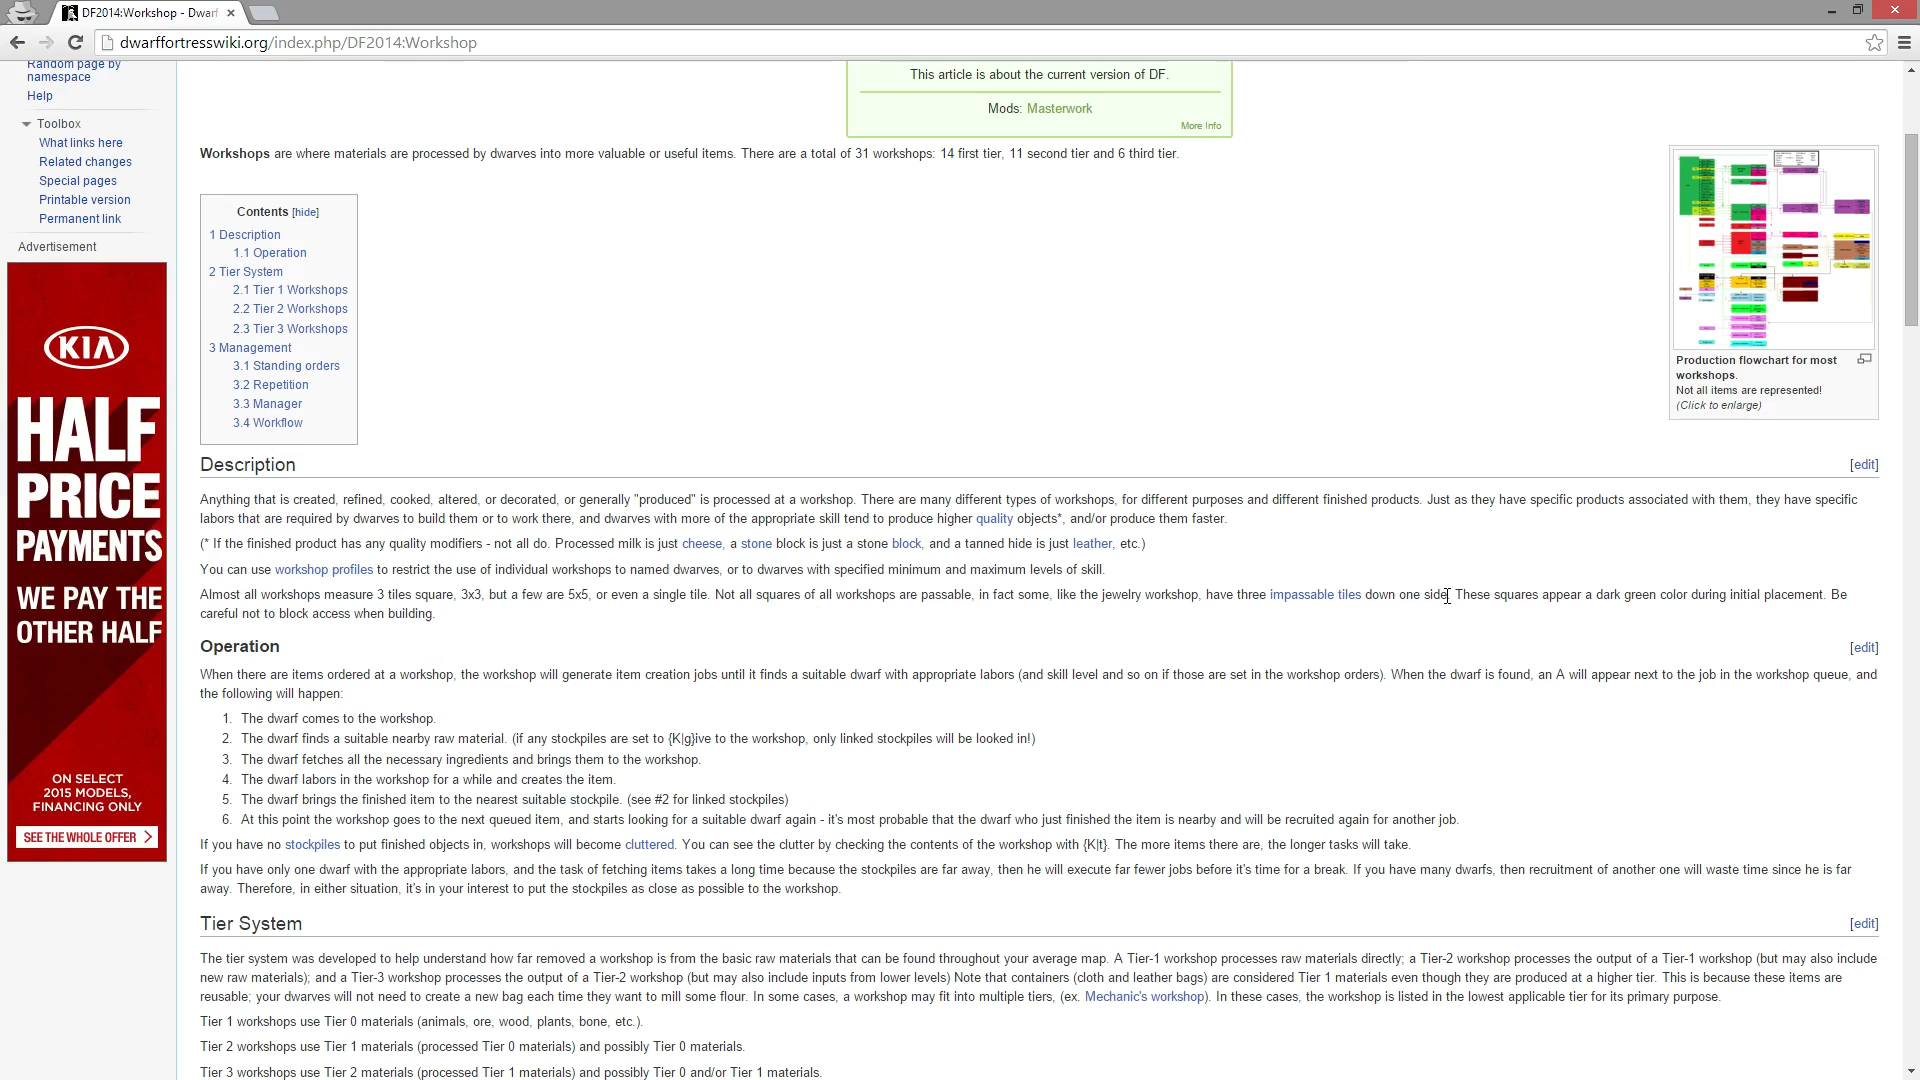 DF2014:Workshop - Dwarf
dwarffortresswiki.org/index.php/DF2014:Workshop
Random page by
namespace
Help
Toolbox
What links here
Related changes
Special pages
Printable version
Permanent link
Advertisement
KIA
HALF
PRICE
PAYMENTS
WE PAY THE
OTHER HALF
ON SELECT
2015 MODELS,
FINANCING ONLY
SEE THE WHOLE OFFER
This article is about the current version of DF.
Mods: Masterwork
More Info
Workshops are where materials are processed by dwarves into more valuable or useful items. There are a total of 31 workshops: 14 first tier, 11 second tier and 6 third tier.
Contents [hide]
1 Description
1.1 Operation
2 Tier System
2.1 Tier 1 Workshops
2.2 Tier 2 Workshops
2.3 Tier 3 Workshops
3 Management
3.1 Standing orders
3.2 Repetition
3.3 Manager
3.4 Workflow
Production flowchart for most
workshops.
Not all items are represented!
(Click to enlarge)
Description [edit]
Anything that is created, refined, cooked, altered, or decorated, or generally "produced" is processed at a workshop. There are many different types of workshops, for different purposes and different finished products. Just as they have specific products associated with them, they have specific
labors that are required by dwarves to build them or to work there, and dwarves with more of the appropriate skill tend to produce higher quality objects*, and/or produce them faster.
(* If the finished product has any quality modifiers - not all do. Processed milk is just cheese, a stone block is just a stone block, and a tanned hide is just leather, etc.)
You can use workshop profiles to restrict the use of individual workshops to named dwarves, or to dwarves with specified minimum and maximum levels of skill.
Almost all workshops measure 3 tiles square, 3x3, but a few are 5x5, or even a single tile. Not all squares of all workshops are passable, in fact some, like the jewelry workshop, have three impassable tiles down one side. These squares appear a dark green color during initial placement. Be
careful not to block access when building.
Operation [edit]
When there are items ordered at a workshop, the workshop will generate item creation jobs until it finds a suitable dwarf with appropriate labors (and skill level and so on if those are set in the workshop orders). When the dwarf is found, an A will appear next to the job in the workshop queue, and
the following will happen:
1. The dwarf comes to the workshop.
2. The dwarf finds a suitable nearby raw material. (if any stockpiles are set to {K|g}ive to the workshop, only linked stockpiles will be looked in!)
3. The dwarf fetches all the necessary ingredients and brings them to the workshop.
4. The dwarf labors in the workshop for a while and creates the item.
5. The dwarf brings the finished item to the nearest suitable stockpile. (see #2 for linked stockpiles)
6. At this point the workshop goes to the next queued item, and starts looking for a suitable dwarf again - it's most probable that the dwarf who just finished the item is nearby and will be recruited again for another job.
If you have no stockpiles to put finished objects in, workshops will become cluttered. You can see the clutter by checking the contents of the workshop with {K|t}. The more items there are, the longer tasks will take.
If you have only one dwarf with the appropriate labors, and the task of fetching items takes a long time because the stockpiles are far away, then he will execute far fewer jobs before it's time for a break. If you have many dwarfs, then recruitment of another one will waste time since he is far
away. Therefore, in either situation, it's in your interest to put the stockpiles as close as possible to the workshop.
Tier System [edit]
The tier system was developed to help understand how far removed a workshop is from the basic raw materials that can be found throughout your average map. A Tier-1 workshop processes raw materials directly; a Tier-2 workshop processes the output of a Tier-1 workshop (but may also include
new raw materials); and a Tier-3 workshop processes the output of a Tier-2 workshop (but may also include inputs from lower levels) Note that containers (cloth and leather bags) are considered Tier 1 materials even though they are produced at a higher tier. This is because these items are
reusable; your dwarves will not need to create a new bag each time they want to mill some flour. In some cases, a workshop may fit into multiple tiers, (ex. Mechanic's workshop). In these cases, the workshop is listed in the lowest applicable tier for its primary purpose.
Tier 1 workshops use Tier 0 materials (animals, ore, wood, plants, bone, etc.).
Tier 2 workshops use Tier 1 materials (processed Tier 0 materials) and possibly Tier 0 materials.
Tier 3 workshops use Tier 2 materials (processed Tier 1 materials) and possibly Tier 0 and/or Tier 1 materials.